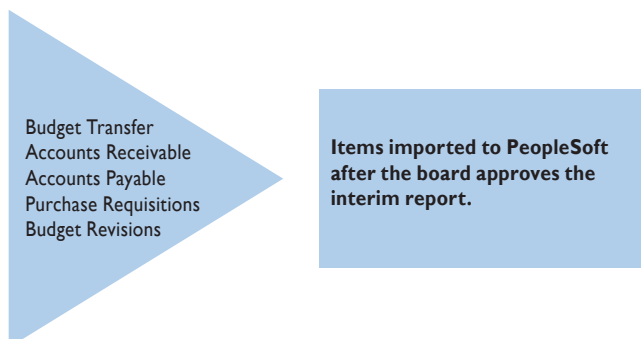 Budget Transfer
Accounts Receivable
Accounts Payable
Purchase Requisitions
Budget Revisions
Items imported to PeopleSoft
after the board approves the
interim report.